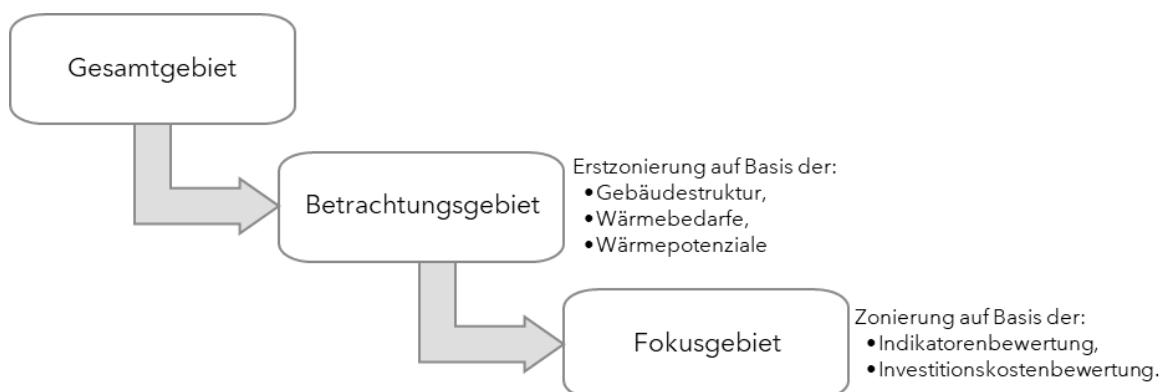 Gesamtgebiet
Betrachtungsgebiet
Erstzonierung auf Basis der:
•Gebäudestruktur,
•Wärmebedarfe,
•Wärmepotenziale
Fokusgebiet
Zonierung auf Basis der:
•Indikatorenbewertung,
•Investitionskostenbewertung.